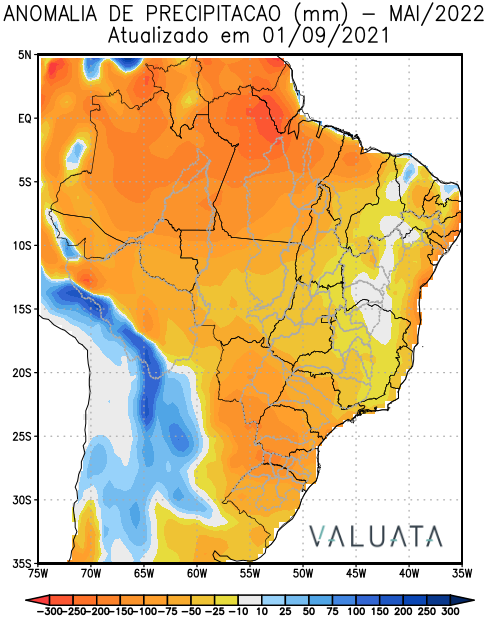 ANOMALIA DE PRECIPITACAO (mm) – MAI/2022
Atualizado em 01/09/2021
5N
EQ
5S
10S
15S
20S
25S
30S
35S
VALUATA
75W 70W 65W 60W 55W 50W 45W 40W 35W
-300 -250 -200 -150 -100 -75 -50 -25 -10 10 25 50 75 100 150 200 250 300